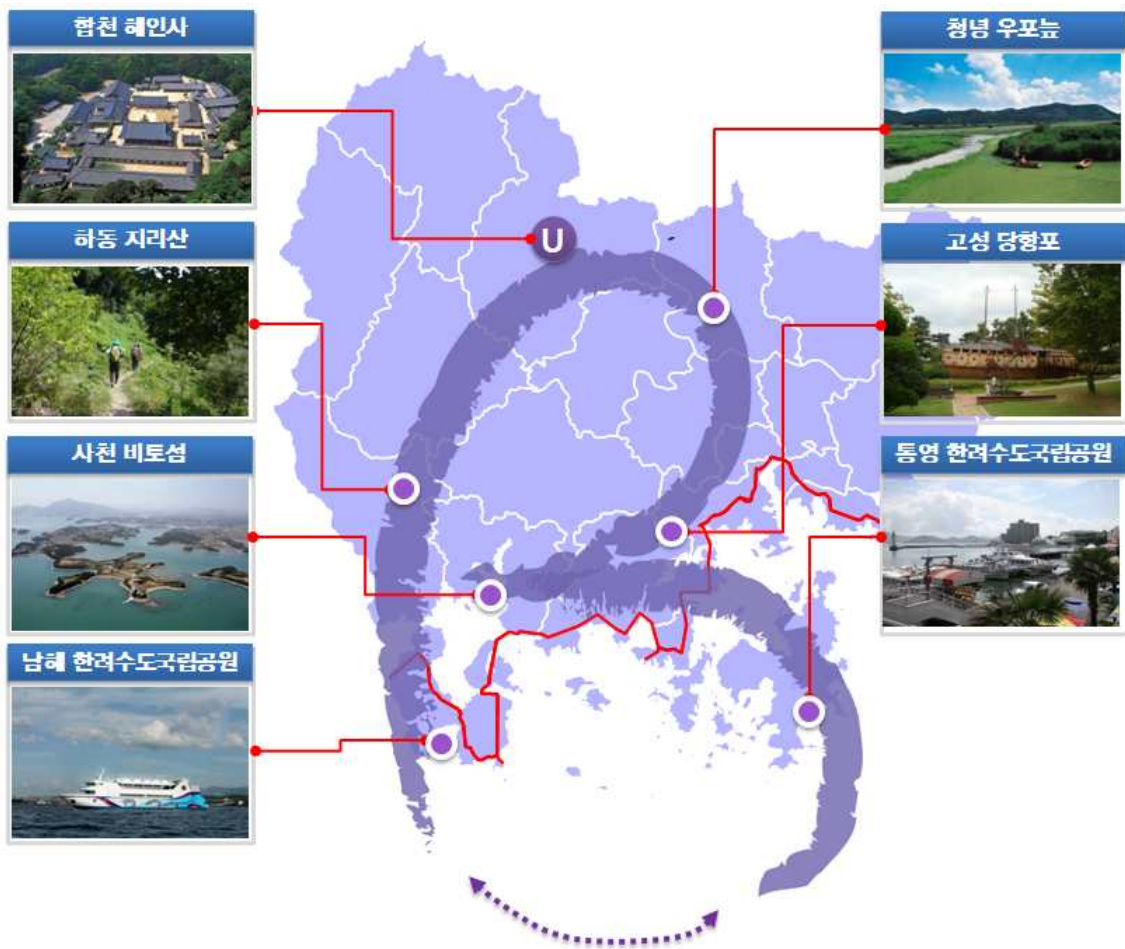 합천 해인사
하동 지리산
사천 비토섬
남해 한려수도국립공원
창녕 우포늪
고성 당항포
통영 한려수도국립공원
U